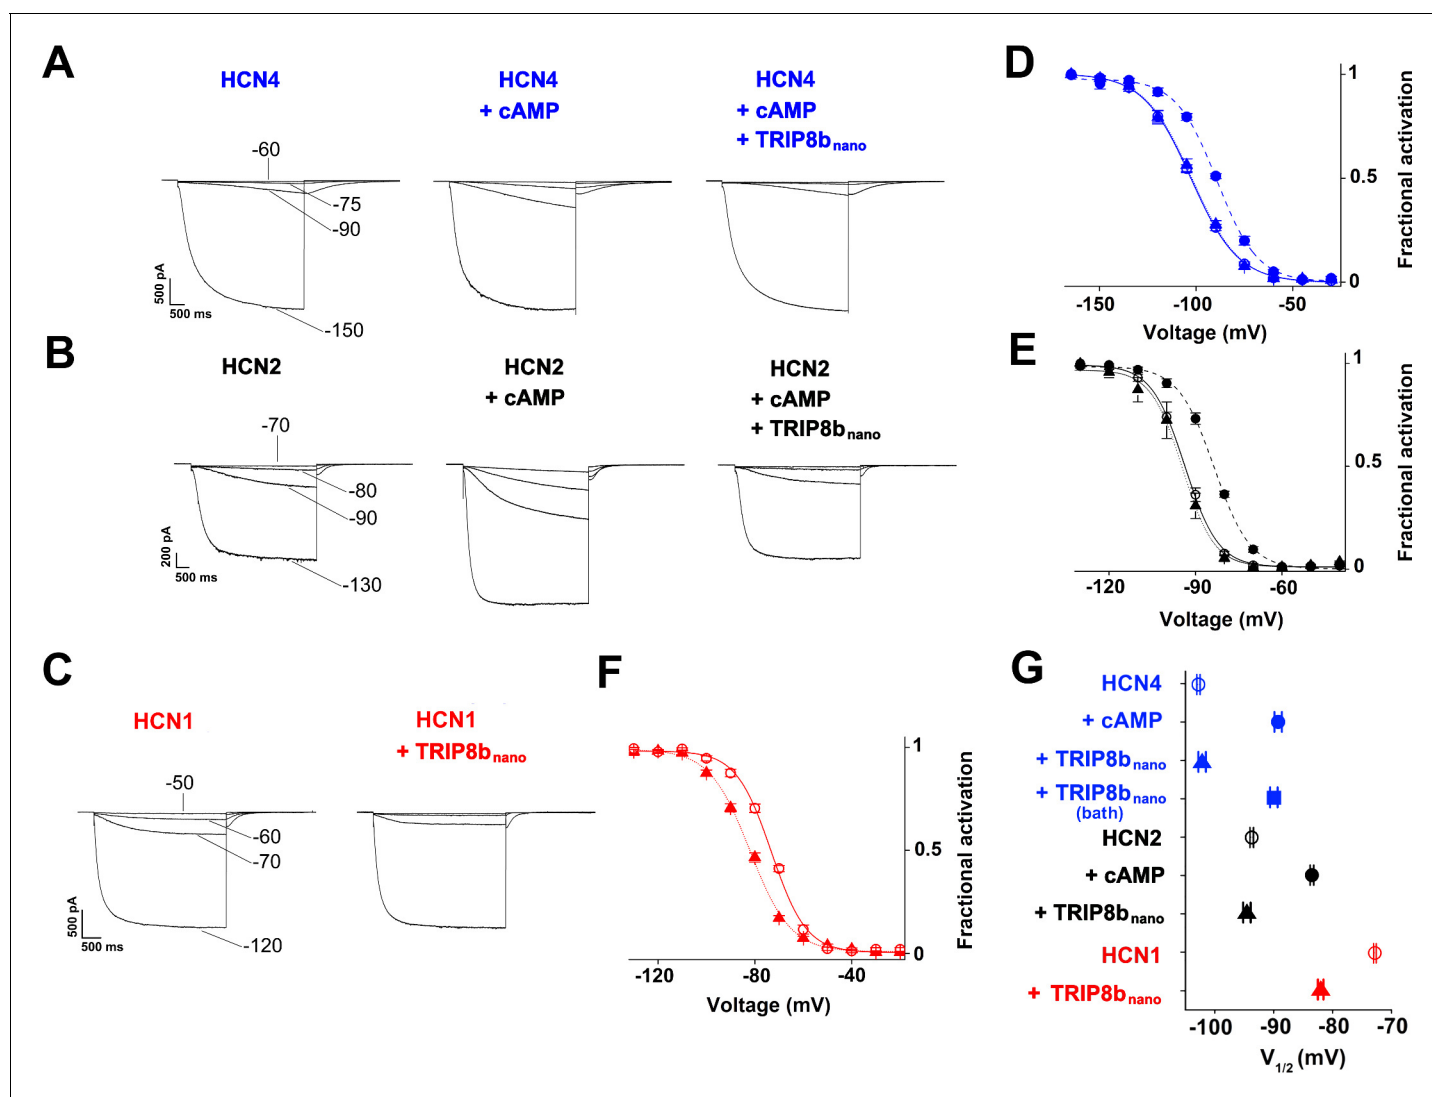 A
HCN4
HCN4
+ cAMP
HCN4
+ cAMP
+ TRIP8bnano
-60
-75
-90
-150
500 pA
500 ms
D
1
0.5
0
Fractional activation
-150
-100
-50
Voltage (mV)
B
HCN2
HCN2
+ cAMP
HCN2
+ cAMP
+ TRIP8bnano
-70
-80
-90
-130
200 pA
500 ms
E
1
0.5
0
Fractional activation
-120
-90
-60
Voltage (mV)
C
HCN1
HCN1
+ TRIP8bnano
-50
-60
-70
-120
500 pA
500 ms
F
1
0.5
0
Fractional activation
-120
-80
-40
Voltage (mV)
G
HCN4
+ cAMP
+ TRIP8bnano
+ TRIP8bnano
(bath)
HCN2
+ cAMP
+ TRIP8bnano
HCN1
+ TRIP8bnano
-100
-90
-80
-70
V1/2 (mV)